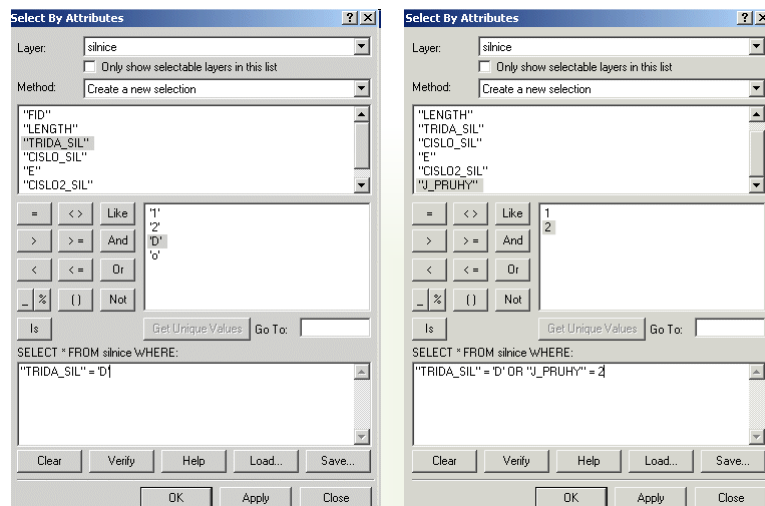 Select By Attributes
Layer: silnice
Only show selectable layers in this list
Method: Create a new selection
"FID"
"LENGTH"
"TRIDA_SIL"
"CISLO_SIL"
"E"
"CISLO2_SIL"
= <> Like
> >= And
< <= Or
_ % () Not
Is
'1'
'2'
'D'
'o'
Get Unique Values Go To:
SELECT * FROM silnice WHERE:
"TRIDA_SIL" = 'D'
Clear Verify Help Load... Save...
OK Apply Close
Select By Attributes
Layer: silnice
Only show selectable layers in this list
Method: Create a new selection
"LENGTH"
"TRIDA_SIL"
"CISLO_SIL"
"E"
"CISLO2_SIL"
"J_PRUHY"
= <> Like
> >= And
< <= Or
_ % () Not
Is
1
2
Get Unique Values Go To:
SELECT * FROM silnice WHERE:
"TRIDA_SIL" = 'D' OR "J_PRUHY" = 2
Clear Verify Help Load... Save...
OK Apply Close